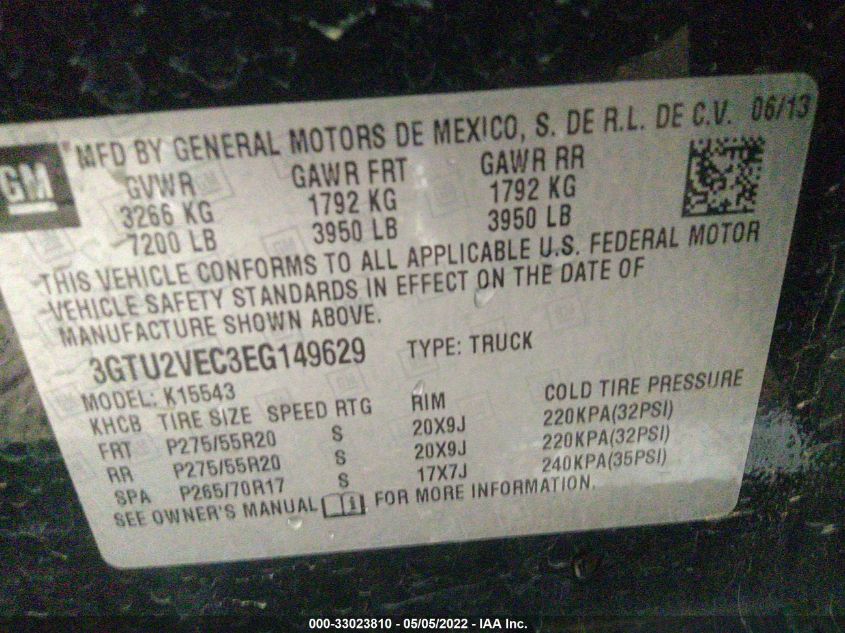 GM
MFD BY GENERAL MOTORS DE MEXICO, S. DE R.L. DE C.V. 06/13
GVWR GAWR FRT GAWR RR
3266 KG 1792 KG 1792 KG
7200 LB 3950 LB 3950 LB
THIS VEHICLE CONFORMS TO ALL APPLICABLE U.S. FEDERAL MOTOR
VEHICLE SAFETY STANDARDS IN EFFECT ON THE DATE OF
MANUFACTURE SHOWN ABOVE.
3GTU2VEC3EG149629 TYPE: TRUCK
MODEL: K15543
KHCB TIRE SIZE SPEED RTG RIM COLD TIRE PRESSURE
FRT P275/55R20 S 20X9J 220KPA(32PSI)
RR P275/55R20 S 20X9J 220KPA(32PSI)
SPA P265/70R17 S 17X7J 240KPA(35PSI)
SEE OWNER'S MANUAL FOR MORE INFORMATION.
000-33023810 - 05/05/2022 - IAA Inc.